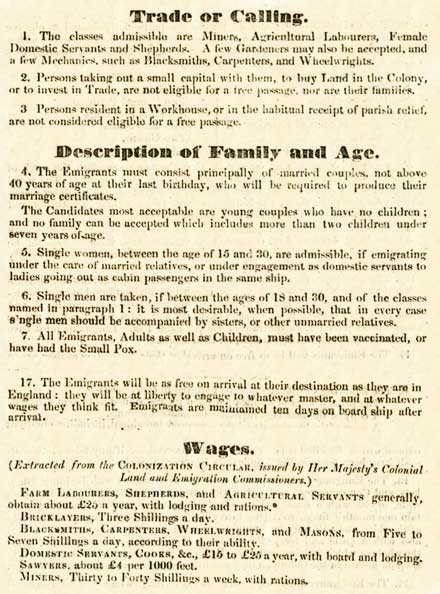 Trade or Calling.
1. The classes admissible are Miners, Agricultural Labourers, Female
Domestic Servants and Shepherds. A few Gardeners may also be accepted, and
a few Mechanics, such as Blacksmiths, Carpenters, and Wheelwrights.
2. Persons taking out a small capital with them, to buy Land in the Colony,
or to invest in Trade, are not eligible for a free passage, nor are their families.
3 Persons resident in a Workhouse, or in the habitual receipt of parish relief,
are not considered eligible for a free passage.
Description of Family and Age.
4. The Emigrants must consist principally of married couples, not above
40 years of age at their last birthday, who will be required to produce their
marriage certificates.
The Candidates most acceptable are young couples who have no children;
and no family can be accepted which includes more than two children under
seven years of age.
5. Single women, between the age of 15 and 30, are admissible, if emigrating
under the care of married relatives, or under engagement as domestic servants to
ladies going out as cabin passengers in the same ship.
6. Single men are taken, if between the ages of 18 and 30, and of the classes
named in paragraph 1: it is most desirable, when possible, that in every case
s'ngle men should be accompanied by sisters, or other unmarried relatives.
7. All Emigrants, Adults as well as Children, must have been vaccinated, or
have had the Small Pox.
17. The Emigrants will be as free on arrival at their destination as they are in
England: they will be at liberty to engage to whatever master, and at whatever
wages they think fit. Emigrants are maintained ten days on board ship after
arrival.
Wages.
(Extracted from the COLONIZATION CIRCULAR, issued by Her Majesty's Colonial
Land and Emigration Commissioners.)
FARM LABOURERS, SHEPHERDS, and AGRICULTURAL SERVANTS generally,
obtain about £25 a year, with lodging and rations.*
BRICKLAYERS, Three Shillings a day.
BLACKSMITHS, CARPENTERS, WHEELWRIGHTS, and MASONS, from Five to
Seven Shillings a day, according to their ability.
DOMESTIC SERVANTS, COOKS, &c., £15 to £25 a year, with board and lodging.
SAWYERS, about £4 per 1000 feet.
MINERS, Thirty to Forty Shillings a week, with rations.